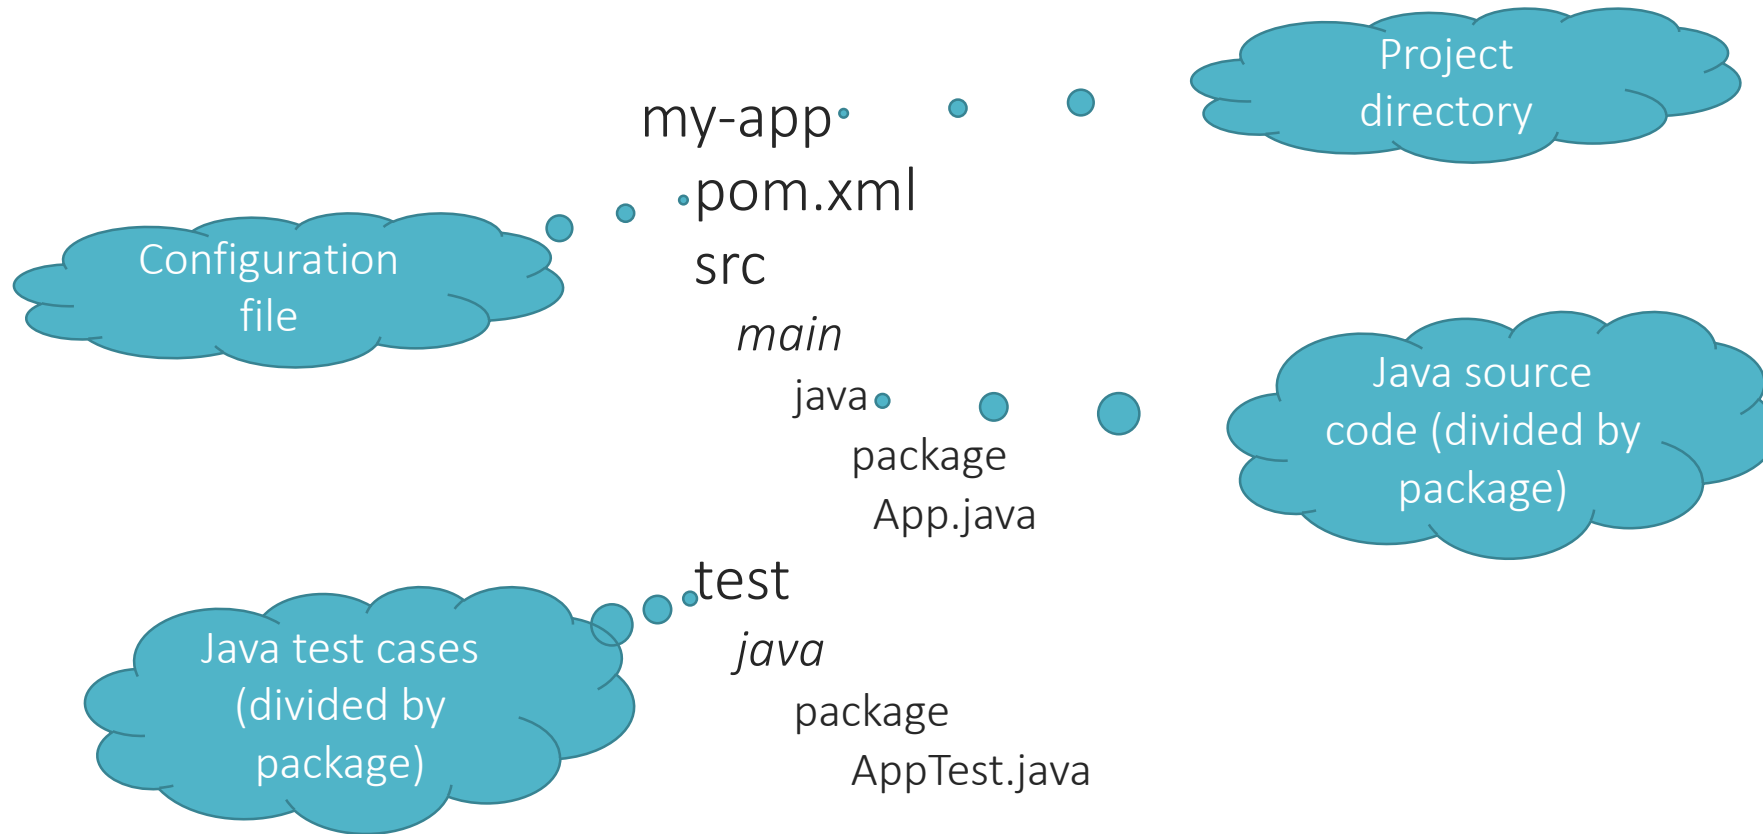 Project
directory
my-app
pom.xml
Configuration
file
src
main
java
Java source
code (divided by
package)
package
App.java
test
Java test cases
(divided by
package)
java
package
AppTest.java